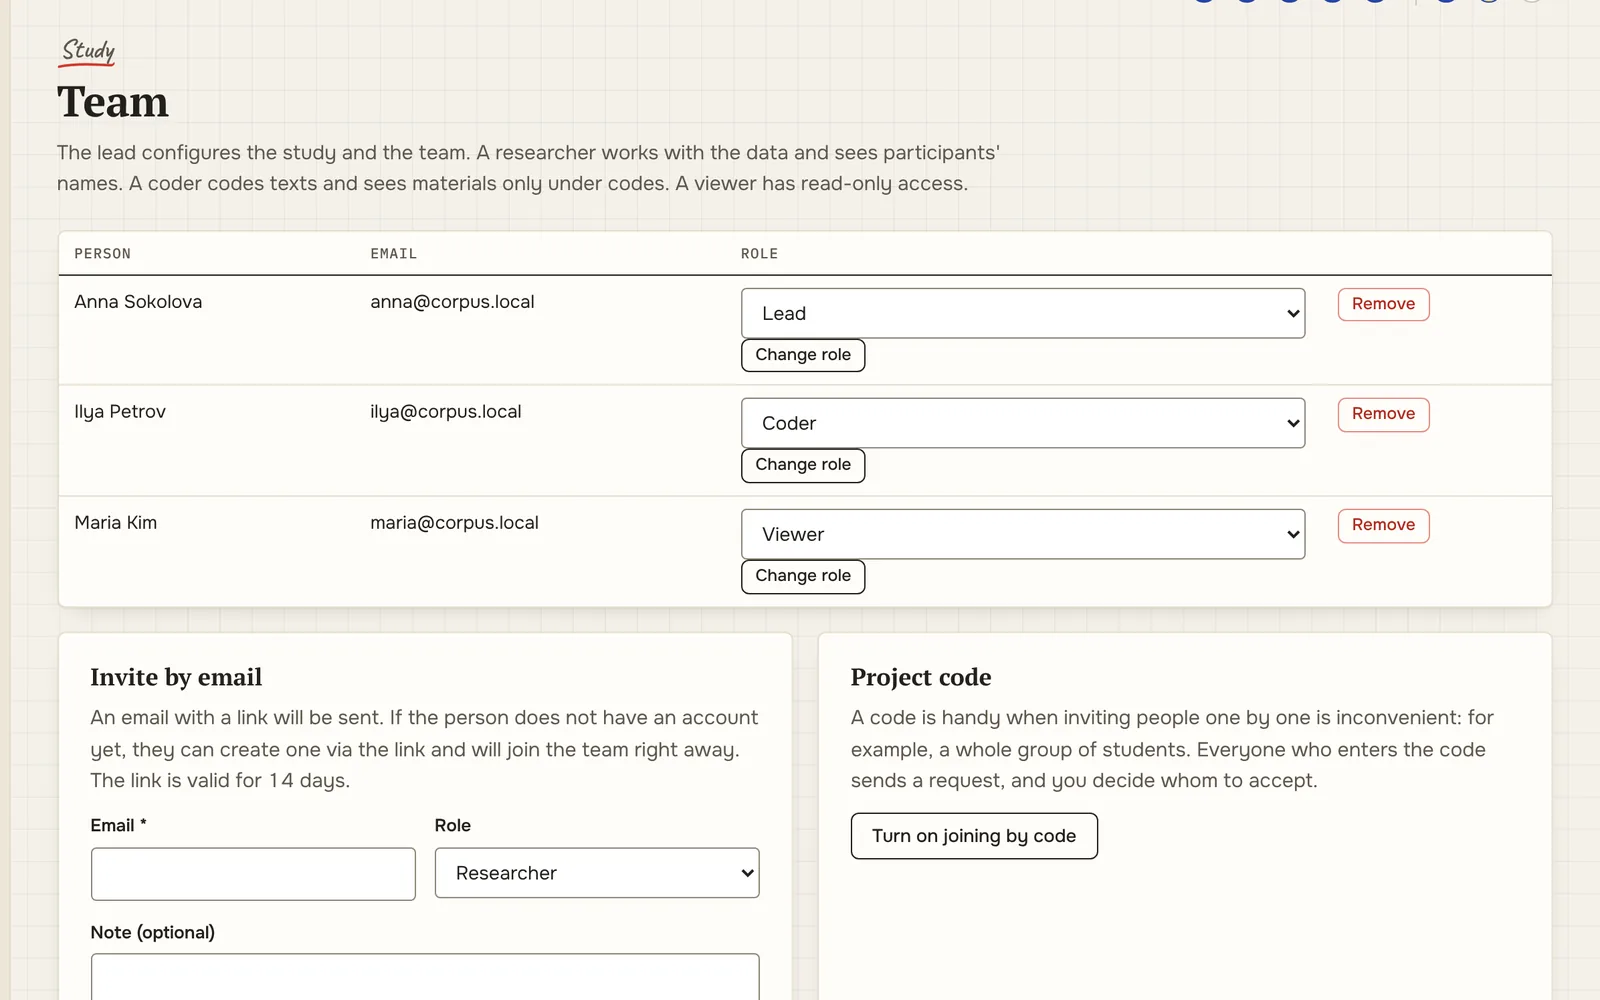 Study
Team
The lead configures the study and the team. A researcher works with the data and sees participants'
names. A coder codes texts and sees materials only under codes. A viewer has read-only access.
PERSON EMAIL ROLE
Anna Sokolova anna@corpus.local Lead Remove
Change role
Ilya Petrov ilya@corpus.local Coder Remove
Change role
Maria Kim maria@corpus.local Viewer Remove
Change role
Invite by email
An email with a link will be sent. If the person does not have an account
yet, they can create one via the link and will join the team right away.
The link is valid for 14 days.
Email * Role
Researcher
Note (optional)
Project code
A code is handy when inviting people one by one is inconvenient: for
example, a whole group of students. Everyone who enters the code
sends a request, and you decide whom to accept.
Turn on joining by code